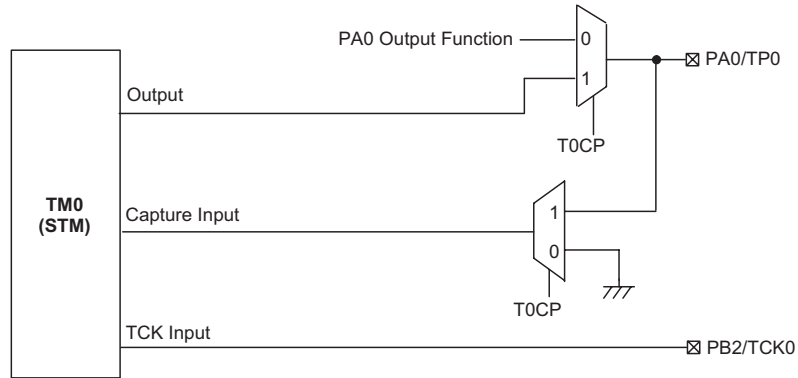 PA0 Output Function
0
1
PA0/TP0
Output
T0CP
TM0
(STM)
Capture Input
1
0
T0CP
TCK Input
PB2/TCK0